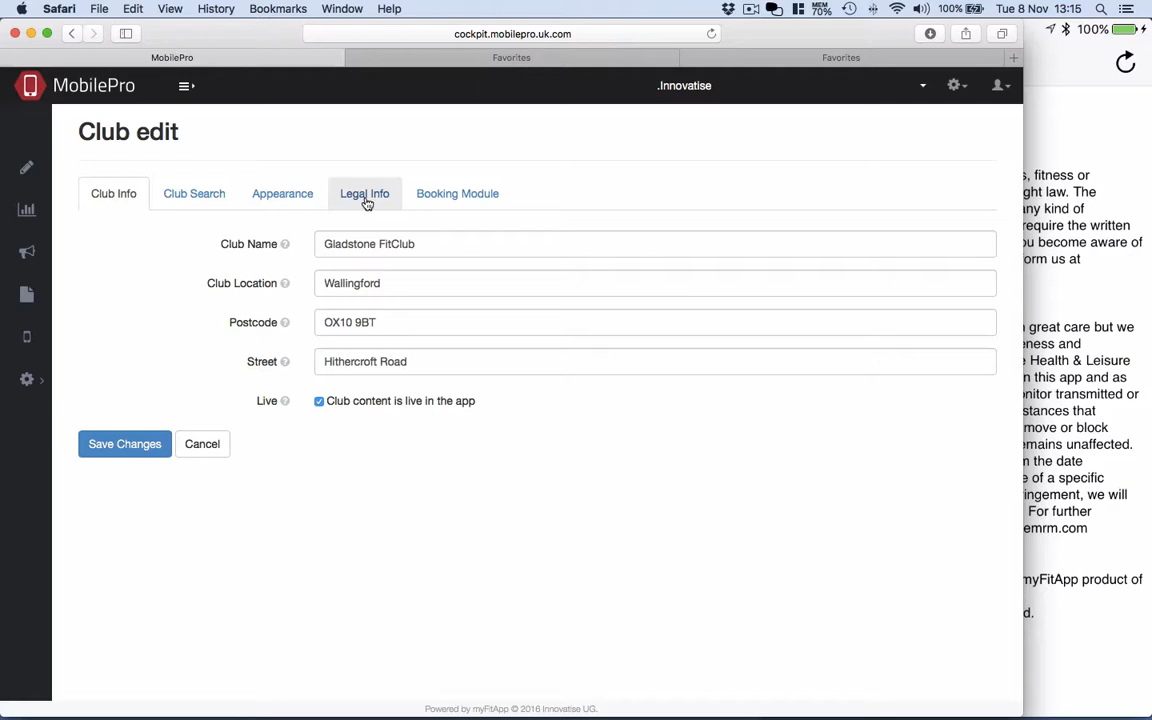 Safari File Edit View History Bookmarks Window Help MEM 70% 100% Tue 8 Nov 13:15
cockpit.mobilepro.uk.com
100%
MobilePro Favorites Favorites +
MobilePro .Innovatise
Club edit
Club Info Club Search Appearance Legal Info Booking Module
Club Name ? Gladstone FitClub
Club Location ? Wallingford
Postcode ? OX10 9BT
Street ? Hithercroft Road
Live ? Club content is live in the app
Save Changes Cancel
Powered by myFitApp © 2016 Innovatise UG.
s, fitness or
ght law. The
any kind of
require the written
ou become aware of
orm us at
n great care but we
eness and
e Health & Leisure
n this app and as
onitor transmitted or
stances that
move or block
emains unaffected.
m the date
e of a specific
ingement, we will
For further
emrm.com
myFitApp product of
d.